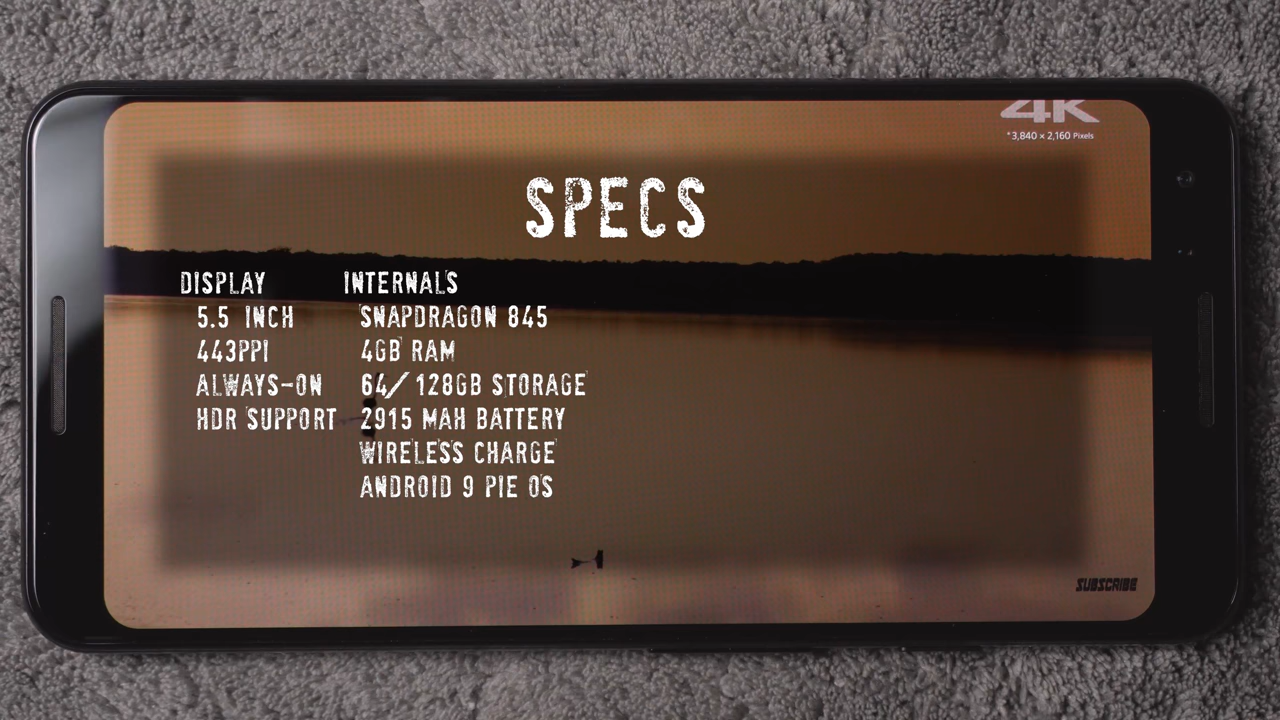 4K
*3,840 × 2,160 Pixels
SPECS
DISPLAY
5.5 INCH
443PPI
ALWAYS-ON
HDR SUPPORT
INTERNALS
SNAPDRAGON 845
4GB RAM
64/128GB STORAGE
2915 MAH BATTERY
WIRELESS CHARGE
ANDROID 9 PIE OS
SUBSCRIBE